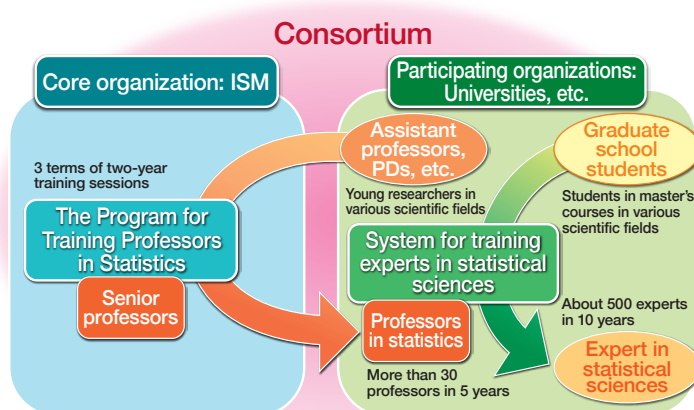 Consortium
Core organization: ISM
Participating organizations:
Universities, etc.
3 terms of two-year
training sessions
The Program for
Training Professors
in Statistics
Senior
professors
Assistant
professors,
PDs, etc.
Young researchers in
various scientific fields
Graduate
school
students
Students in master's
courses in various
scientific fields
System for training
experts in statistical
sciences
Professors
in statistics
More than 30
professors in 5 years
About 500 experts
in 10 years
Expert in
statistical
sciences